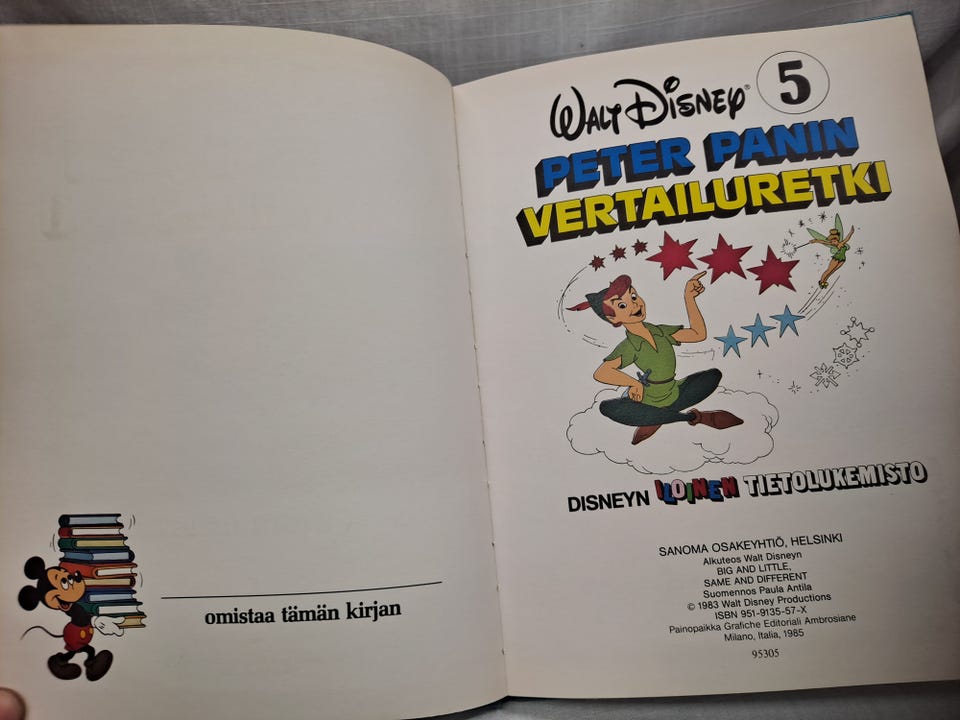 omistaa tämän kirjan
WALT DISNEY® 5
PETER PANIN
VERTAILURETKI
DISNEYN ILOINEN TIETOLUKEMISTO
SANOMA OSAKEYHTIÖ, HELSINKI
Alkuteos Walt Disneyn
BIG AND LITTLE,
SAME AND DIFFERENT
Suomennos Paula Antila
© 1983 Walt Disney Productions
ISBN 951-9135-57-X
Painopaikka Grafiche Editoriali Ambrosiane
Milano, Italia, 1985
95305